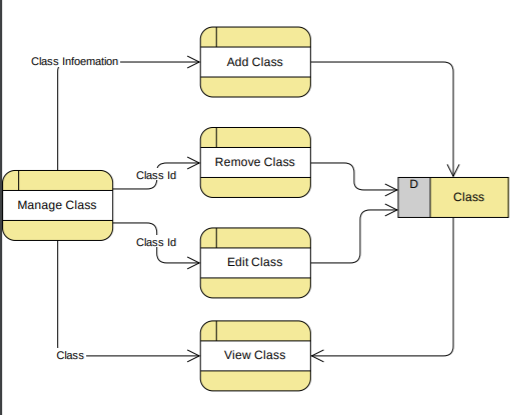 Class Infoemation
Add Class
Class Id
Remove Class
D
Manage Class
Class
Class Id
Edit Class
Class
View Class